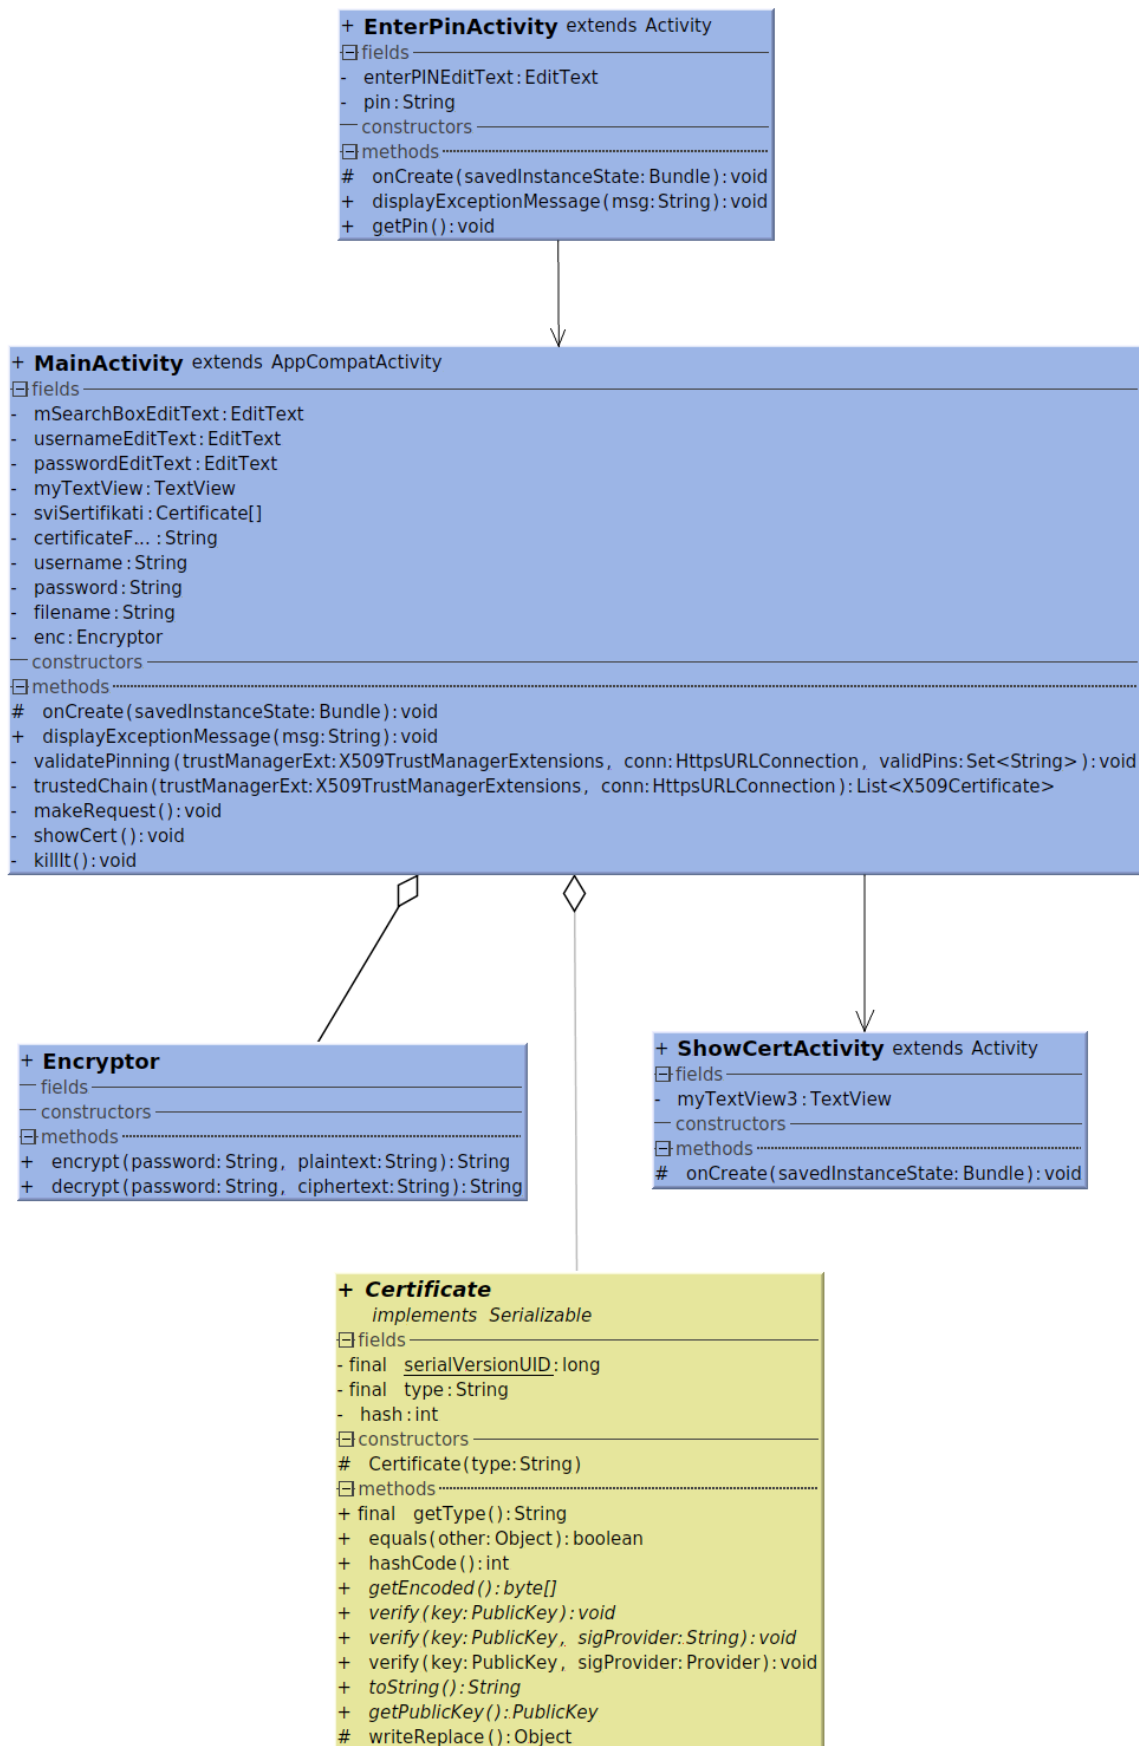 + EnterPinActivity extends Activity
fields
- enterPINEditText: EditText
- pin: String
constructors
methods
# onCreate(savedInstanceState: Bundle): void
+ displayExceptionMessage(msg: String): void
+ getPin(): void
+ MainActivity extends AppCompatActivity
fields
- mSearchBoxEditText: EditText
- usernameEditText: EditText
- passwordEditText: EditText
- myTextView: TextView
- sviSertifikati: Certificate[]
- certificateF... : String
- username: String
- password: String
- filename: String
- enc: Encryptor
constructors
methods
# onCreate(savedInstanceState: Bundle): void
+ displayExceptionMessage(msg: String): void
- validatePinning(trustManagerExt: X509TrustManagerExtensions, conn: HttpsURLConnection, validPins: Set<String>): void
- trustedChain(trustManagerExt: X509TrustManagerExtensions, conn: HttpsURLConnection): List<X509Certificate>
- makeRequest(): void
- showCert(): void
- killIt(): void
+ Encryptor
fields
constructors
methods
+ encrypt(password: String, plaintext: String): String
+ decrypt(password: String, ciphertext: String): String
+ ShowCertActivity extends Activity
fields
- myTextView3: TextView
constructors
methods
# onCreate(savedInstanceState: Bundle): void
+ Certificate
implements Serializable
fields
- final serialVersionUID: long
- final type: String
- hash: int
constructors
# Certificate(type: String)
methods
+ final getType(): String
+ equals(other: Object): boolean
+ hashCode(): int
+ getEncoded(): byte[]
+ verify(key: PublicKey): void
+ verify(key: PublicKey, sigProvider: String): void
+ verify(key: PublicKey, sigProvider: Provider): void
+ toString(): String
+ getPublicKey(): PublicKey
# writeReplace(): Object